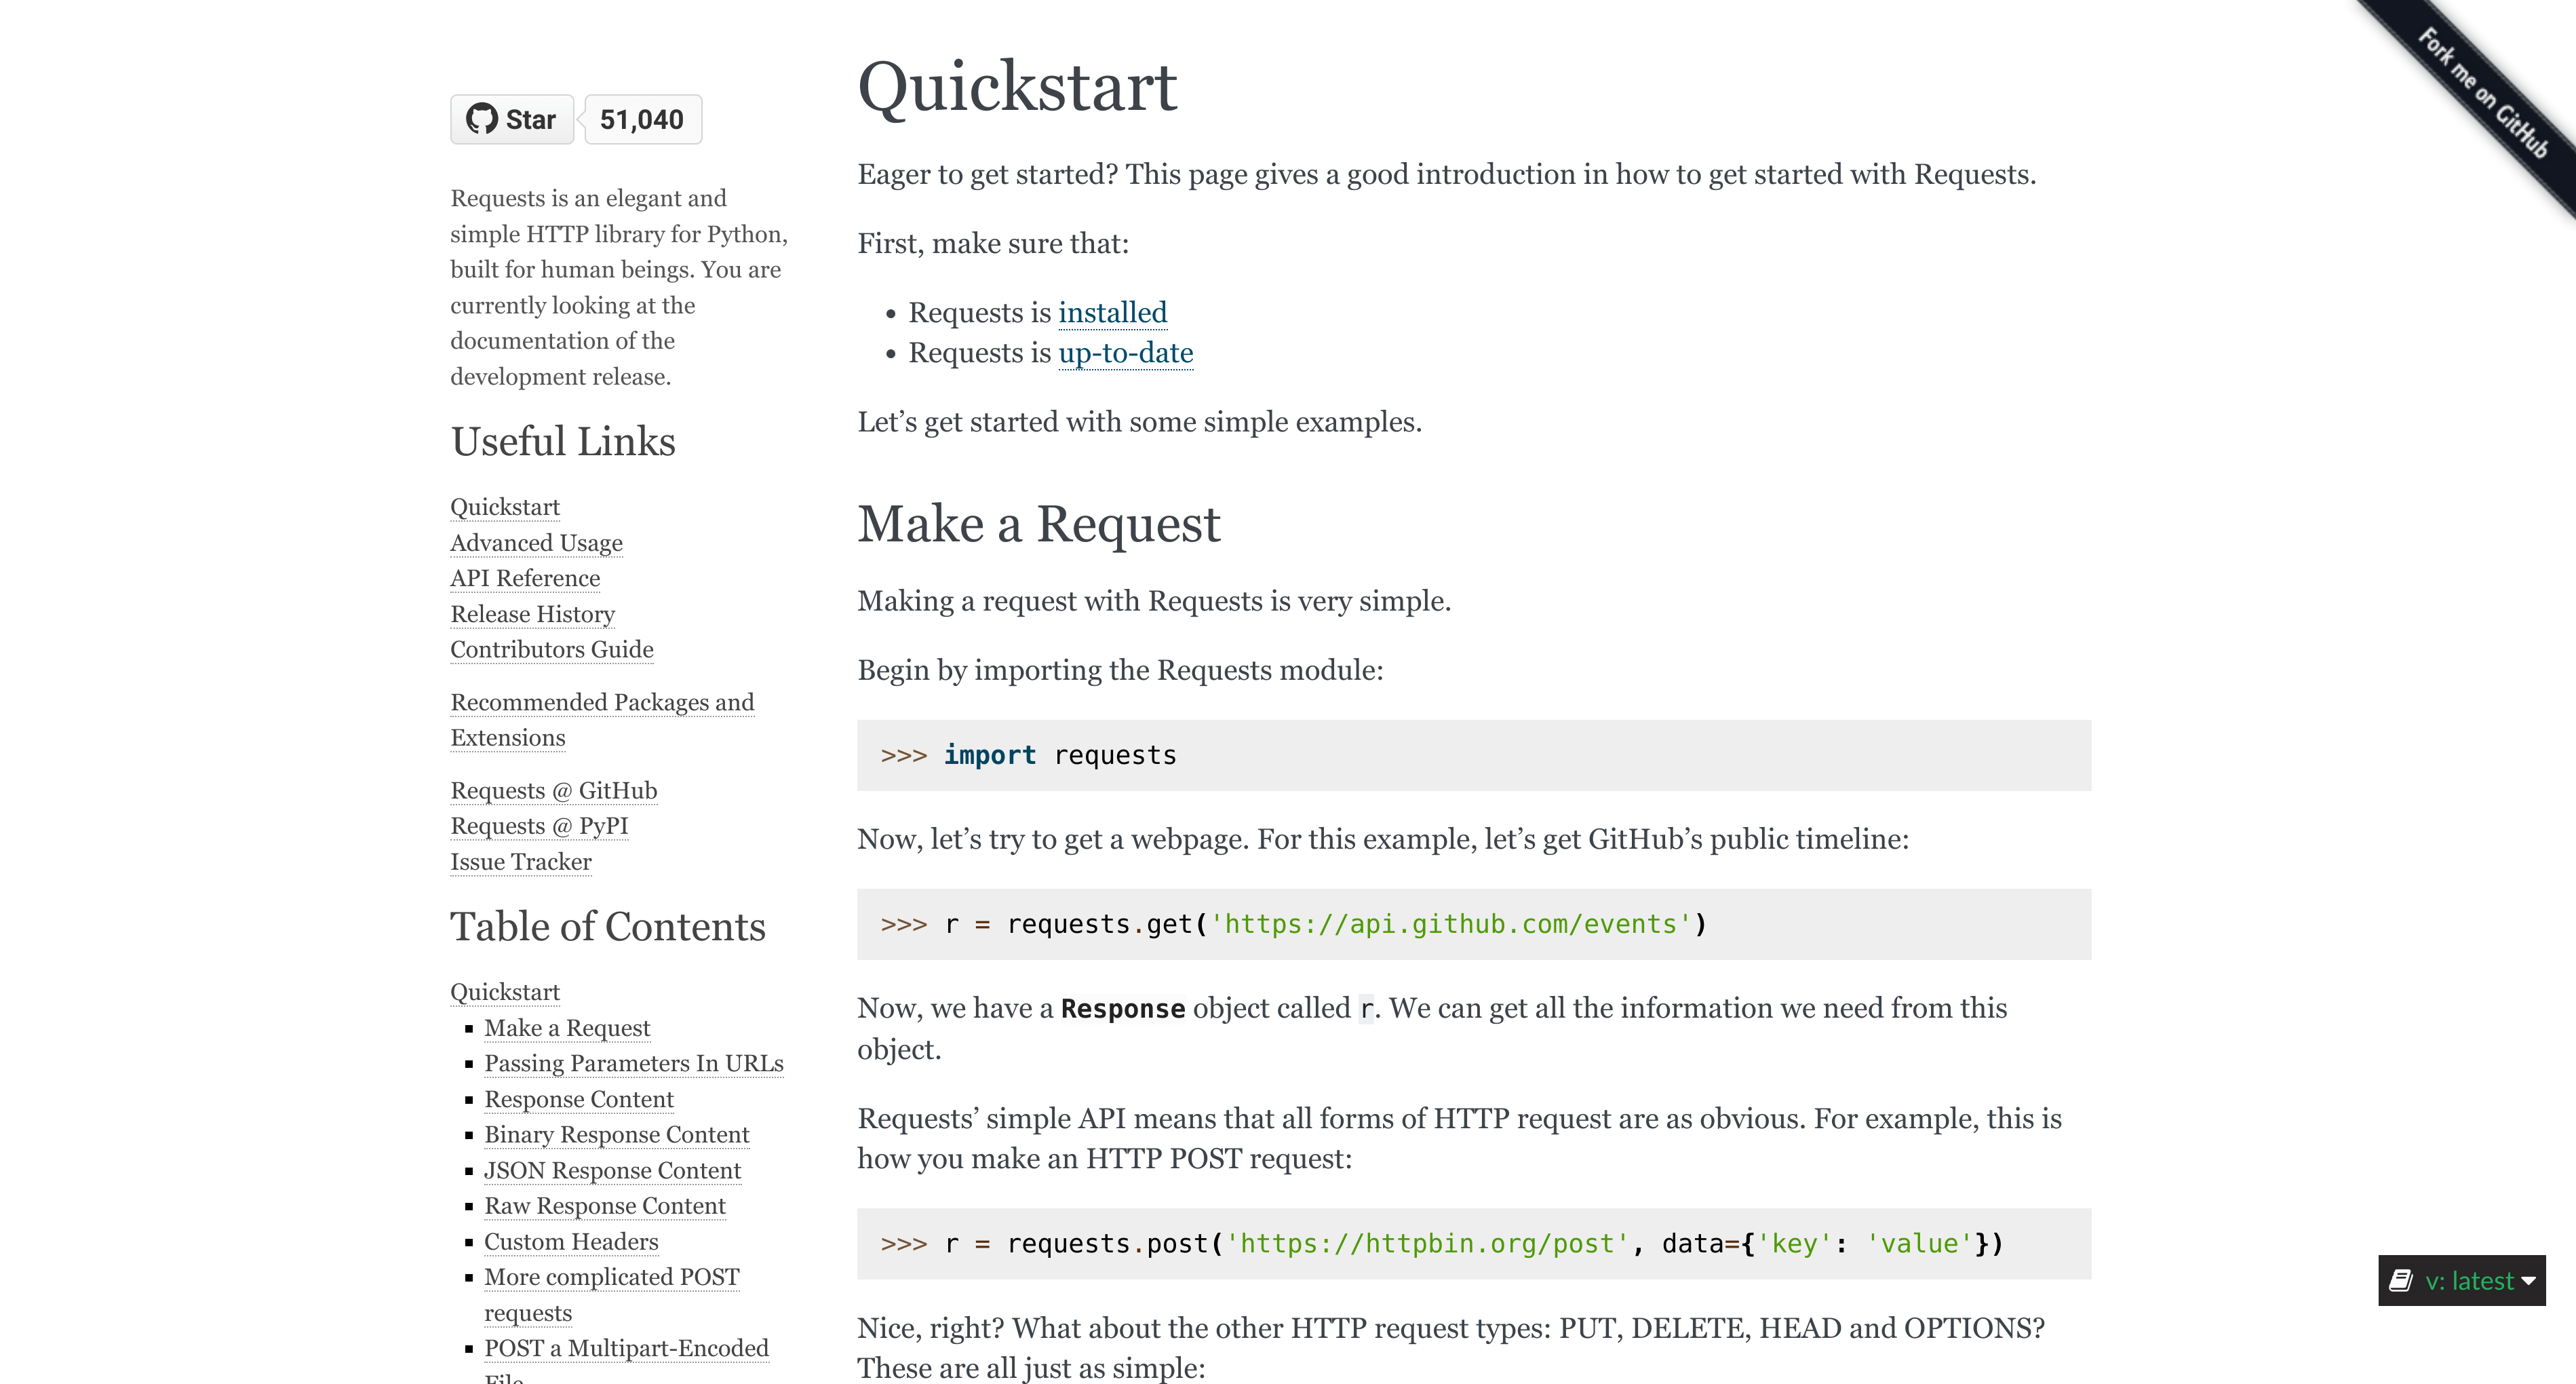 Star
51,040
Requests is an elegant and
simple HTTP library for Python,
built for human beings. You are
currently looking at the
documentation of the
development release.
Useful Links
Quickstart
Advanced Usage
API Reference
Release History
Contributors Guide
Recommended Packages and
Extensions
Requests @ GitHub
Requests @ PyPI
Issue Tracker
Table of Contents
Quickstart
Make a Request
Passing Parameters In URLs
Response Content
Binary Response Content
JSON Response Content
Raw Response Content
Custom Headers
More complicated POST
requests
POST a Multipart-Encoded
File
Quickstart
Eager to get started? This page gives a good introduction in how to get started with Requests.
First, make sure that:
Requests is installed
Requests is up-to-date
Let’s get started with some simple examples.
Make a Request
Making a request with Requests is very simple.
Begin by importing the Requests module:
>>> import requests
Now, let’s try to get a webpage. For this example, let’s get GitHub’s public timeline:
>>> r = requests.get('https://api.github.com/events')
Now, we have a Response object called r. We can get all the information we need from this
object.
Requests’ simple API means that all forms of HTTP request are as obvious. For example, this is
how you make an HTTP POST request:
>>> r = requests.post('https://httpbin.org/post', data={'key': 'value'})
Nice, right? What about the other HTTP request types: PUT, DELETE, HEAD and OPTIONS?
These are all just as simple:
Fork me on GitHub
v: latest